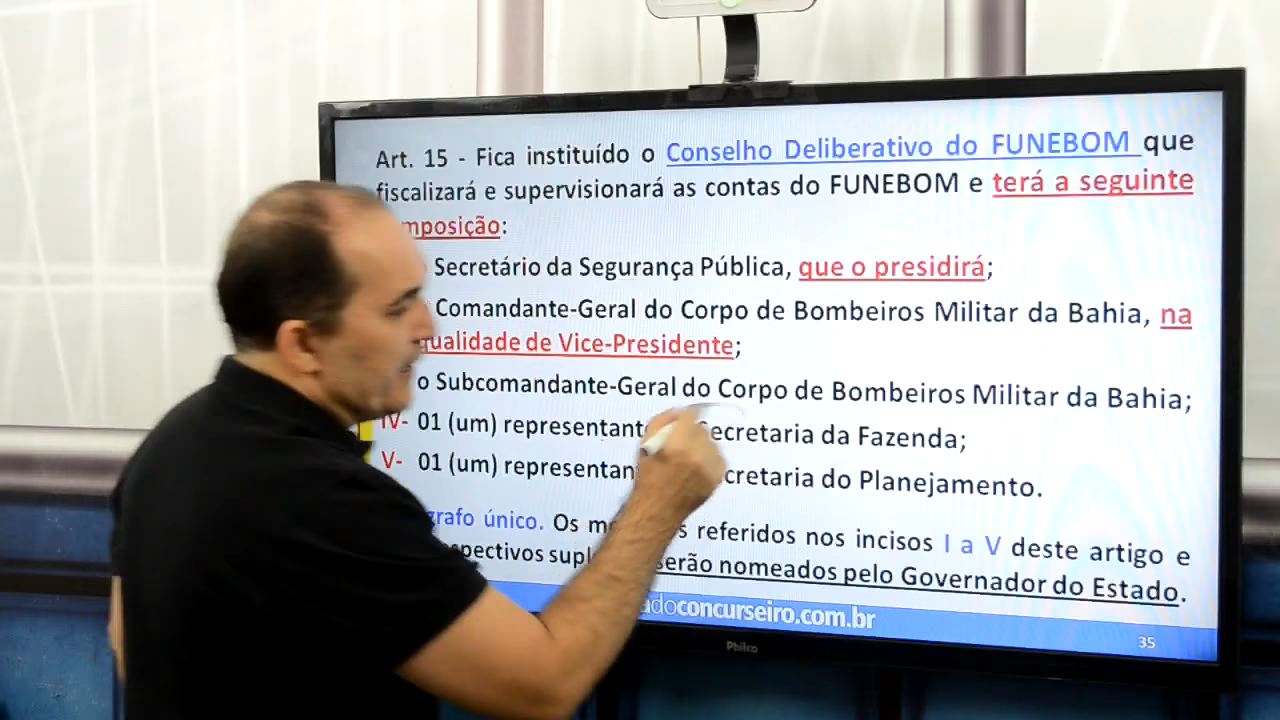 Art. 15 - Fica instituído o Conselho Deliberativo do FUNEBOM que
fiscalizará e supervisionará as contas do FUNEBOM e terá a seguinte
mposição:
Secretário da Segurança Pública, que o presidirá;
Comandante-Geral do Corpo de Bombeiros Militar da Bahia, na
qualidade de Vice-Presidente;
o Subcomandante-Geral do Corpo de Bombeiros Militar da Bahia;
IV- 01 (um) representant ecretaria da Fazenda;
V- 01 (um) representan cretaria do Planejamento.
grafo único. Os m s referidos nos incisos I a V deste artigo e
spectivos supl serão nomeados pelo Governador do Estado.
adoconcurseiro.com.br
35
Philco